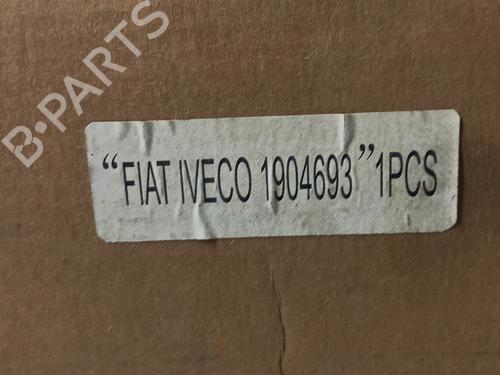 B-PARTS
“FIAT IVECO 1904693” 1PCS